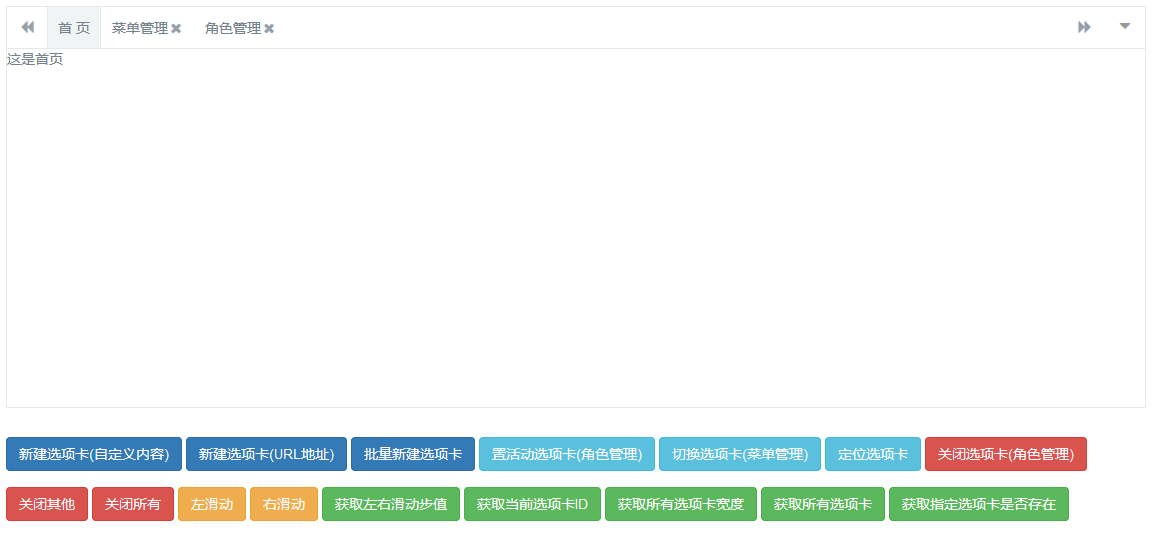 首 页 菜单管理 角色管理
这是首页
新建选项卡(自定义内容) 新建选项卡(URL地址) 批量新建选项卡 置活动选项卡(角色管理) 切换选项卡(菜单管理) 定位选项卡 关闭选项卡(角色管理)
关闭其他 关闭所有 左滑动 右滑动 获取左右滑动步值 获取当前选项卡ID 获取所有选项卡宽度 获取所有选项卡 获取指定选项卡是否存在